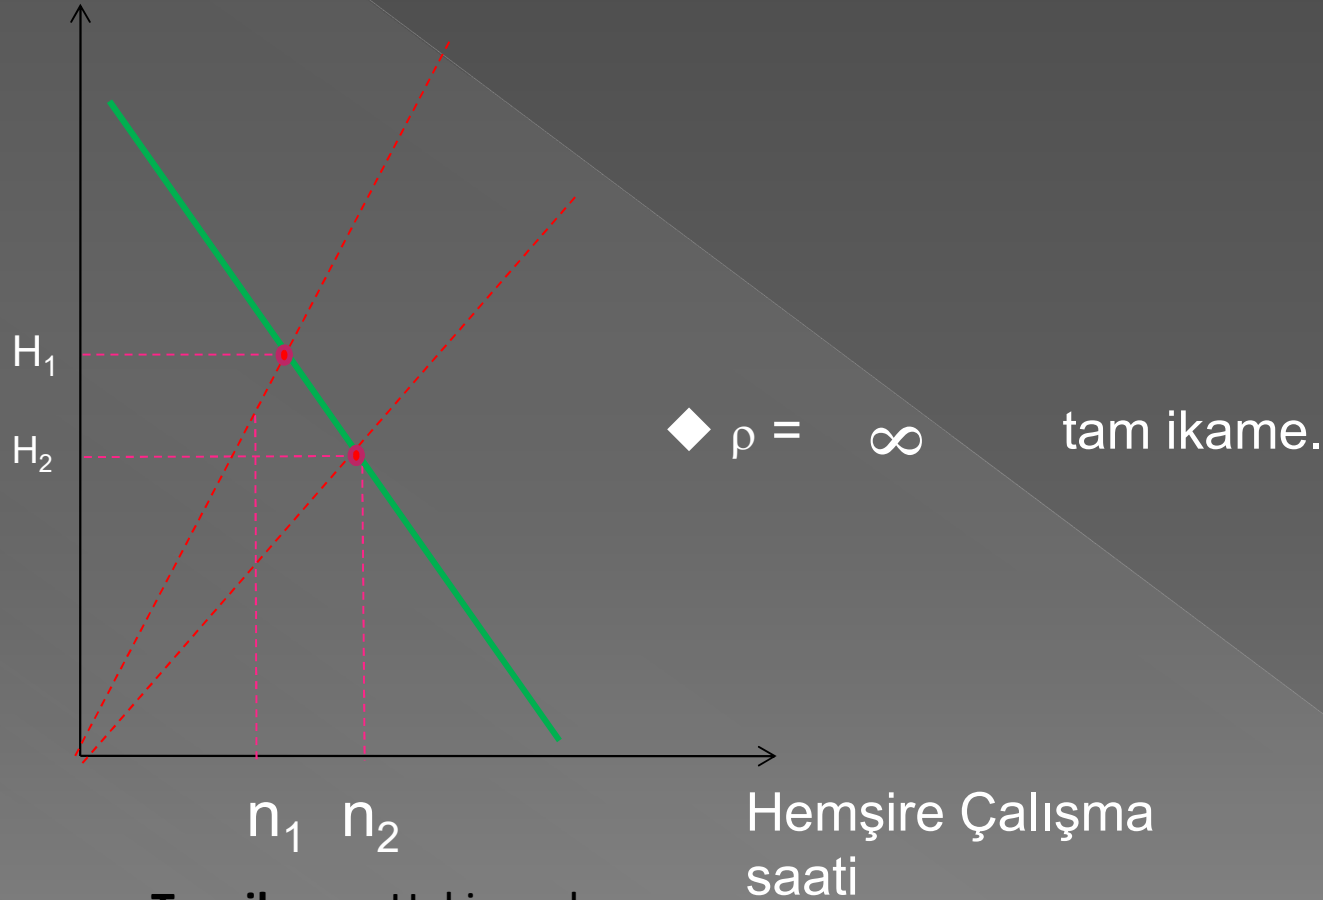 H₁
H₂
ρ = ∞ tam ikame.
n₁ n₂
Hemşire Çalışma
saati